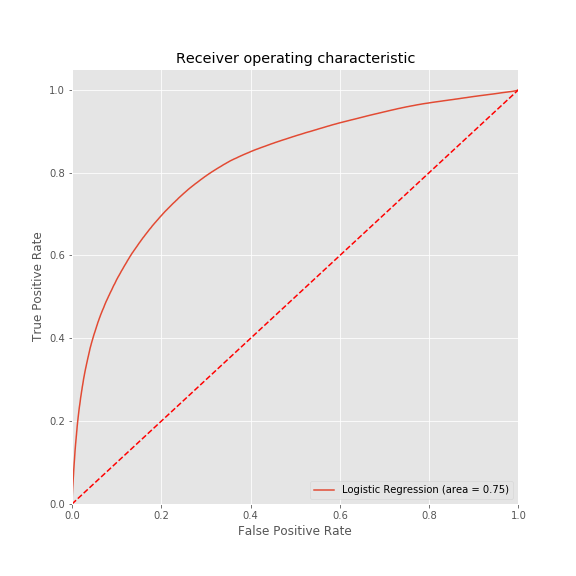 Receiver operating characteristic
True Positive Rate
1.0
0.8
0.6
0.4
0.2
0.0
0.0 0.2 0.4 0.6 0.8 1.0
False Positive Rate
Logistic Regression (area = 0.75)